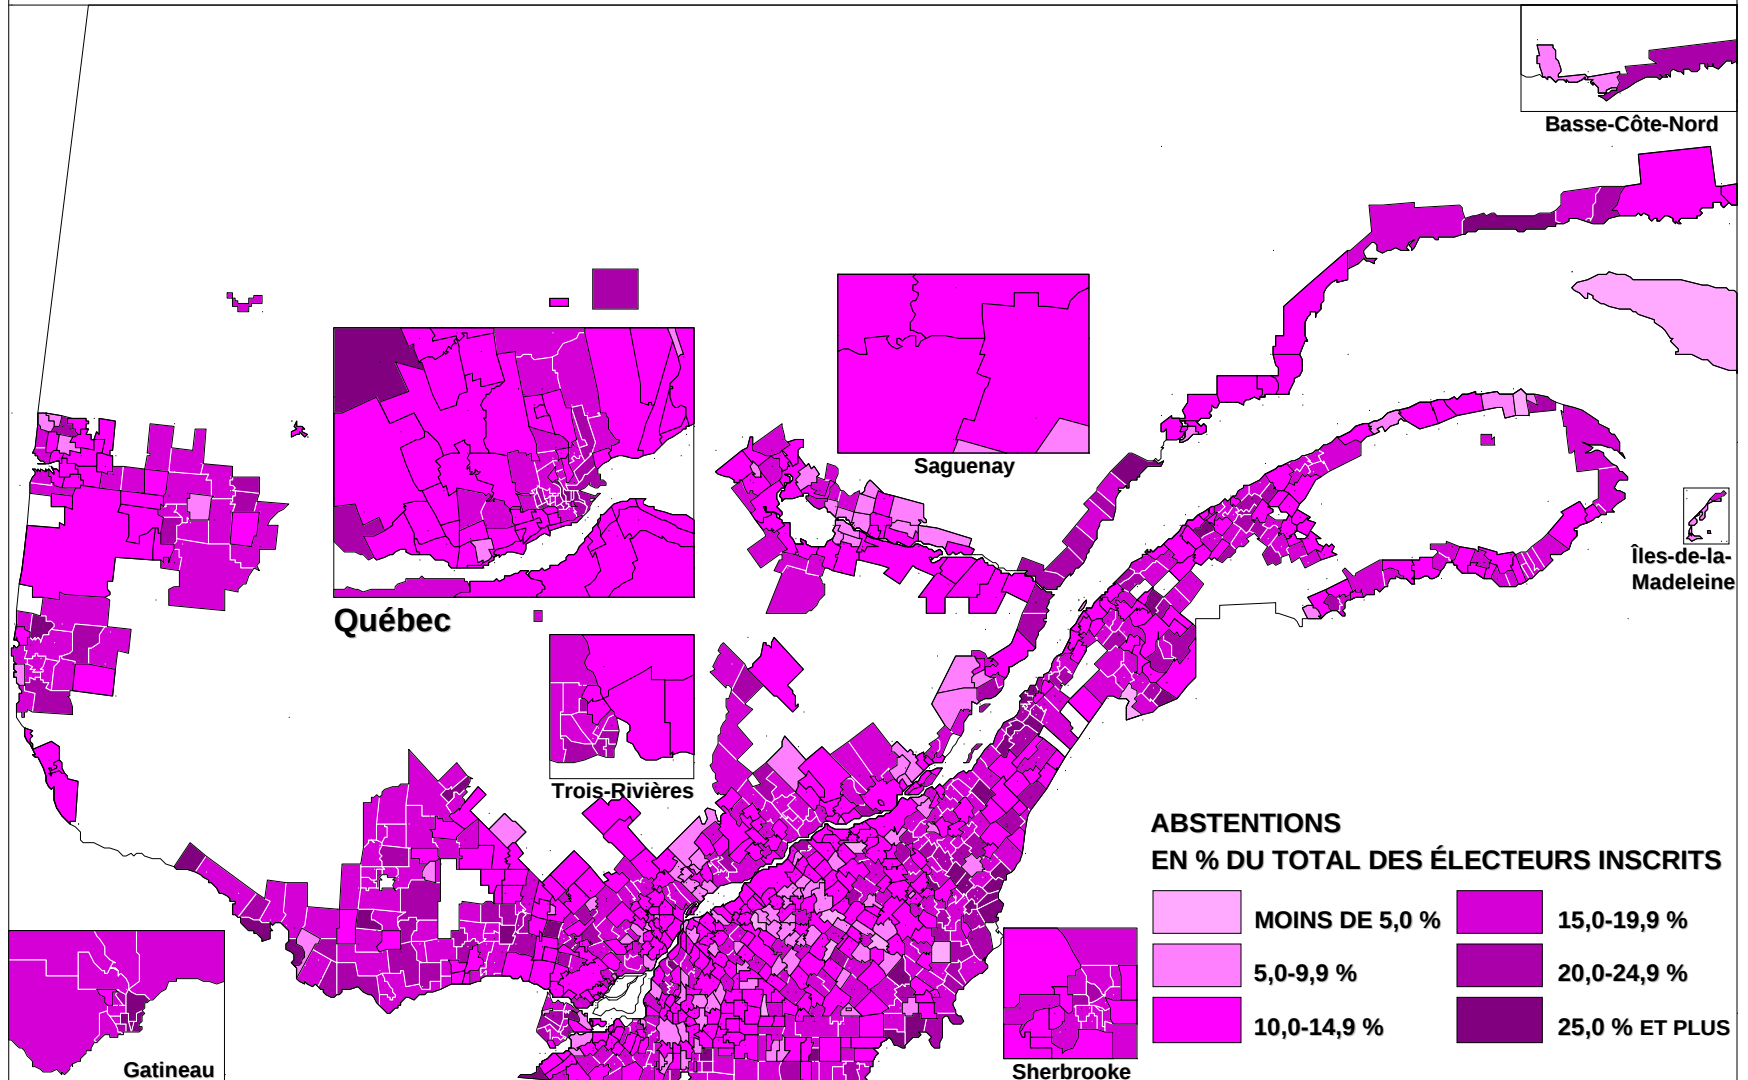 Basse-Côte-Nord
Saguenay
Îles-de-la-
Madeleine
Québec
Trois-Rivières
ABSTENTIONS
EN % DU TOTAL DES ÉLECTEURS INSCRITS
MOINS DE 5,0 %
15,0-19,9 %
5,0-9,9 %
20,0-24,9 %
10,0-14,9 %
25,0 % ET PLUS
Gatineau
Sherbrooke